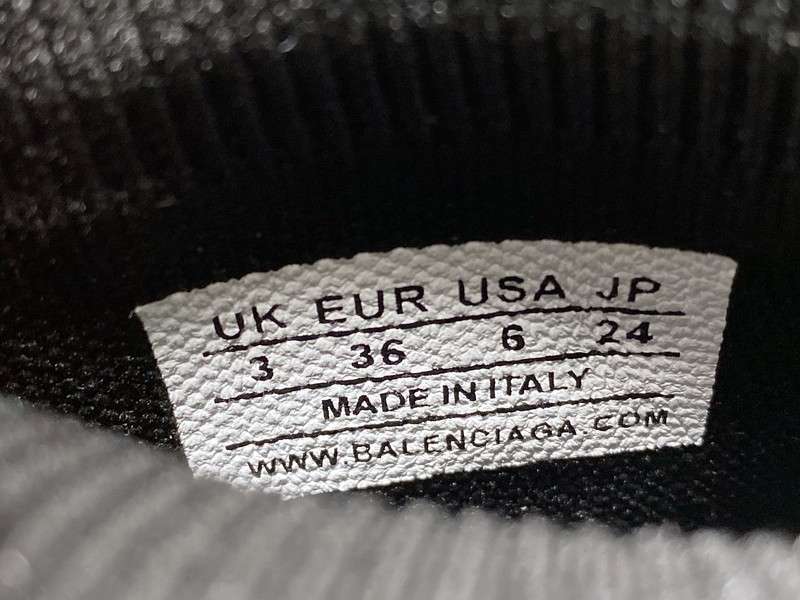 UK EUR USA JP
3 36 6 24
MADE IN ITALY
WWW.BALENCIAGA.COM